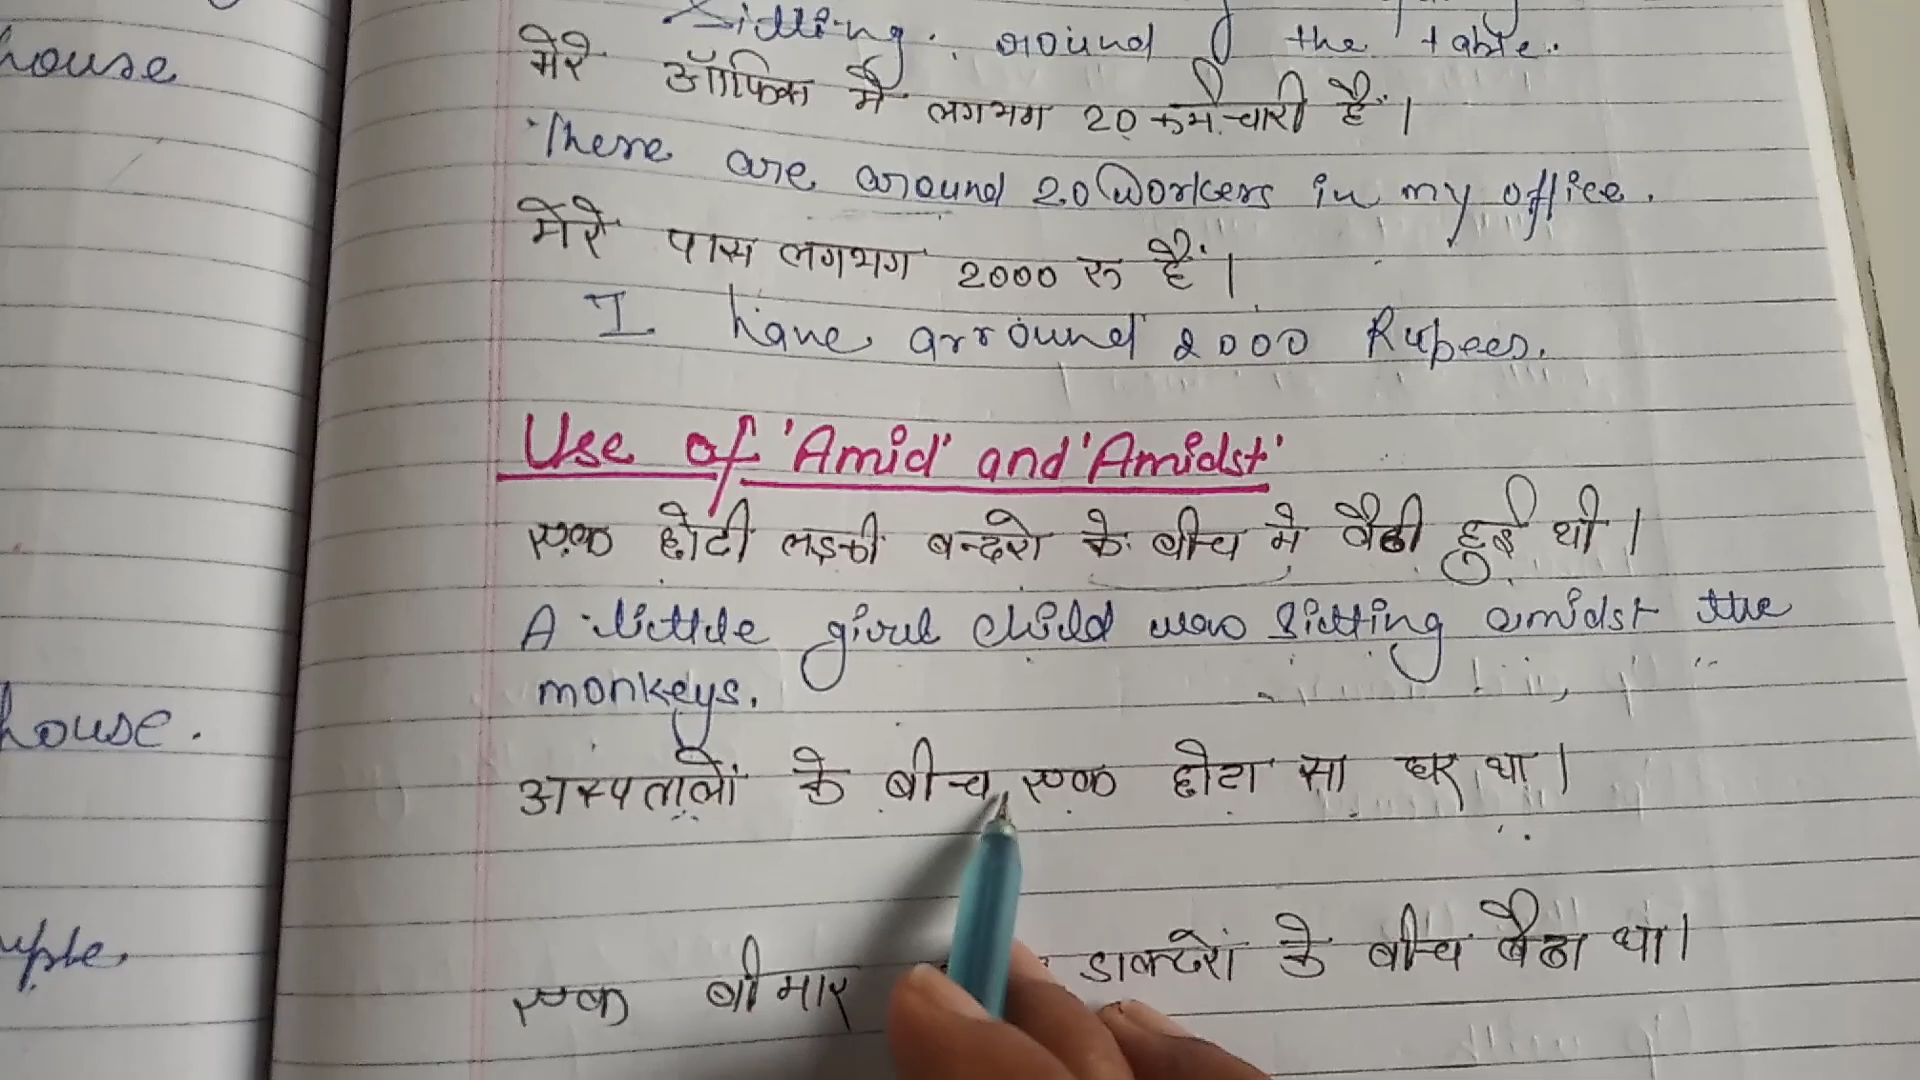 house
Sitting around the table.
मेरे ऑफिस में लगभग 20 कर्मचारी हैं।
There are around 20 Workers in my office.
मेरे पास लगभग 2000 रु हैं।
I have arround 2000 Rupees.
Use of 'Amid' and 'Amidst'
एक छोटी लड़की बन्दरो के बीच मे बैठी हुई थी।
A little girl child was sitting amidst the
monkeys.
house.
अस्पतालों के बीच एक छोटा सा घर था।
एक बीमार डाक्टरों के बीच बैठा था।